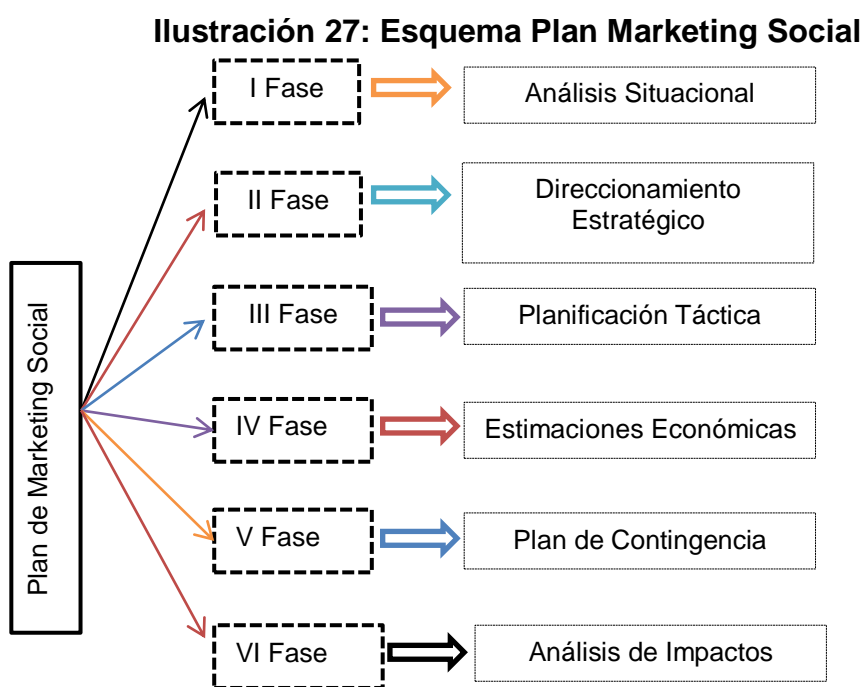 Ilustración 27: Esquema Plan Marketing Social
Plan de Marketing Social
I Fase
Análisis Situacional
II Fase
Direccionamiento
Estratégico
III Fase
Planificación Táctica
IV Fase
Estimaciones Económicas
V Fase
Plan de Contingencia
VI Fase
Análisis de Impactos